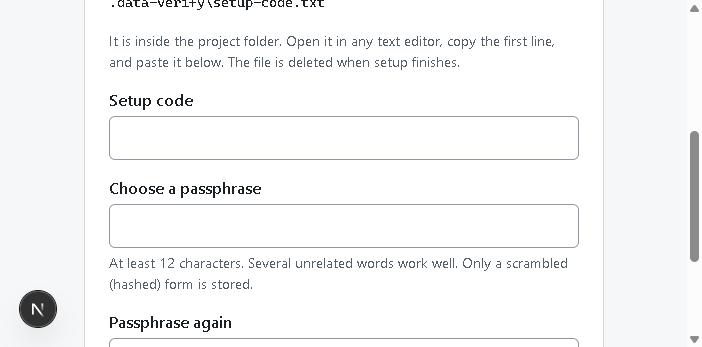 .data-verify\setup-code.txt
It is inside the project folder. Open it in any text editor, copy the first line,
and paste it below. The file is deleted when setup finishes.
Setup code
Choose a passphrase
At least 12 characters. Several unrelated words work well. Only a scrambled
(hashed) form is stored.
N
Passphrase again